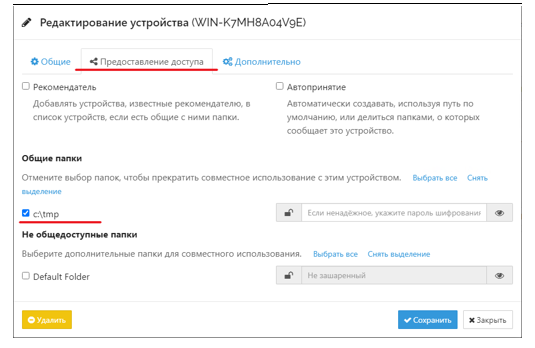 Редактирование устройства (WIN-K7MH8A04V9E)
Общие
Предоставление доступа
Дополнительно
Рекомендатель
Добавлять устройства, известные рекомендателю, в
список устройств, если есть общие с ними папки.
Автопринятие
Автоматически создавать, используя путь по
умолчанию, или делиться папками, о которых
сообщает это устройство.
Общие папки
Отмените выбор папок, чтобы прекратить совместное использование с этим устройством. Выбрать все Снять
выделение
c:\tmp
Если ненадёжное, укажите пароль шифрования
Не общедоступные папки
Выберите дополнительные папки для совместного использования. Выбрать все Снять выделение
Default Folder
Не зашаренный
Удалить
Сохранить
Закрыть